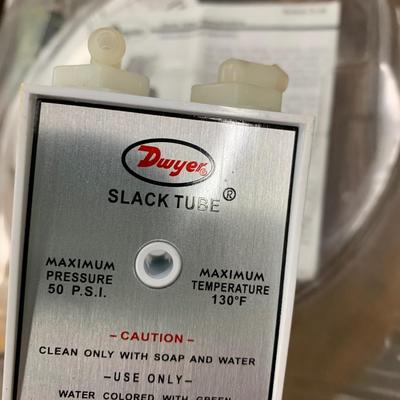 Dwyer®
SLACK TUBE®
MAXIMUM
PRESSURE
50 P.S.I.
MAXIMUM
TEMPERATURE
130°F
– CAUTION –
CLEAN ONLY WITH SOAP AND WATER
–USE ONLY–
WATER COLORED WITH GREEN